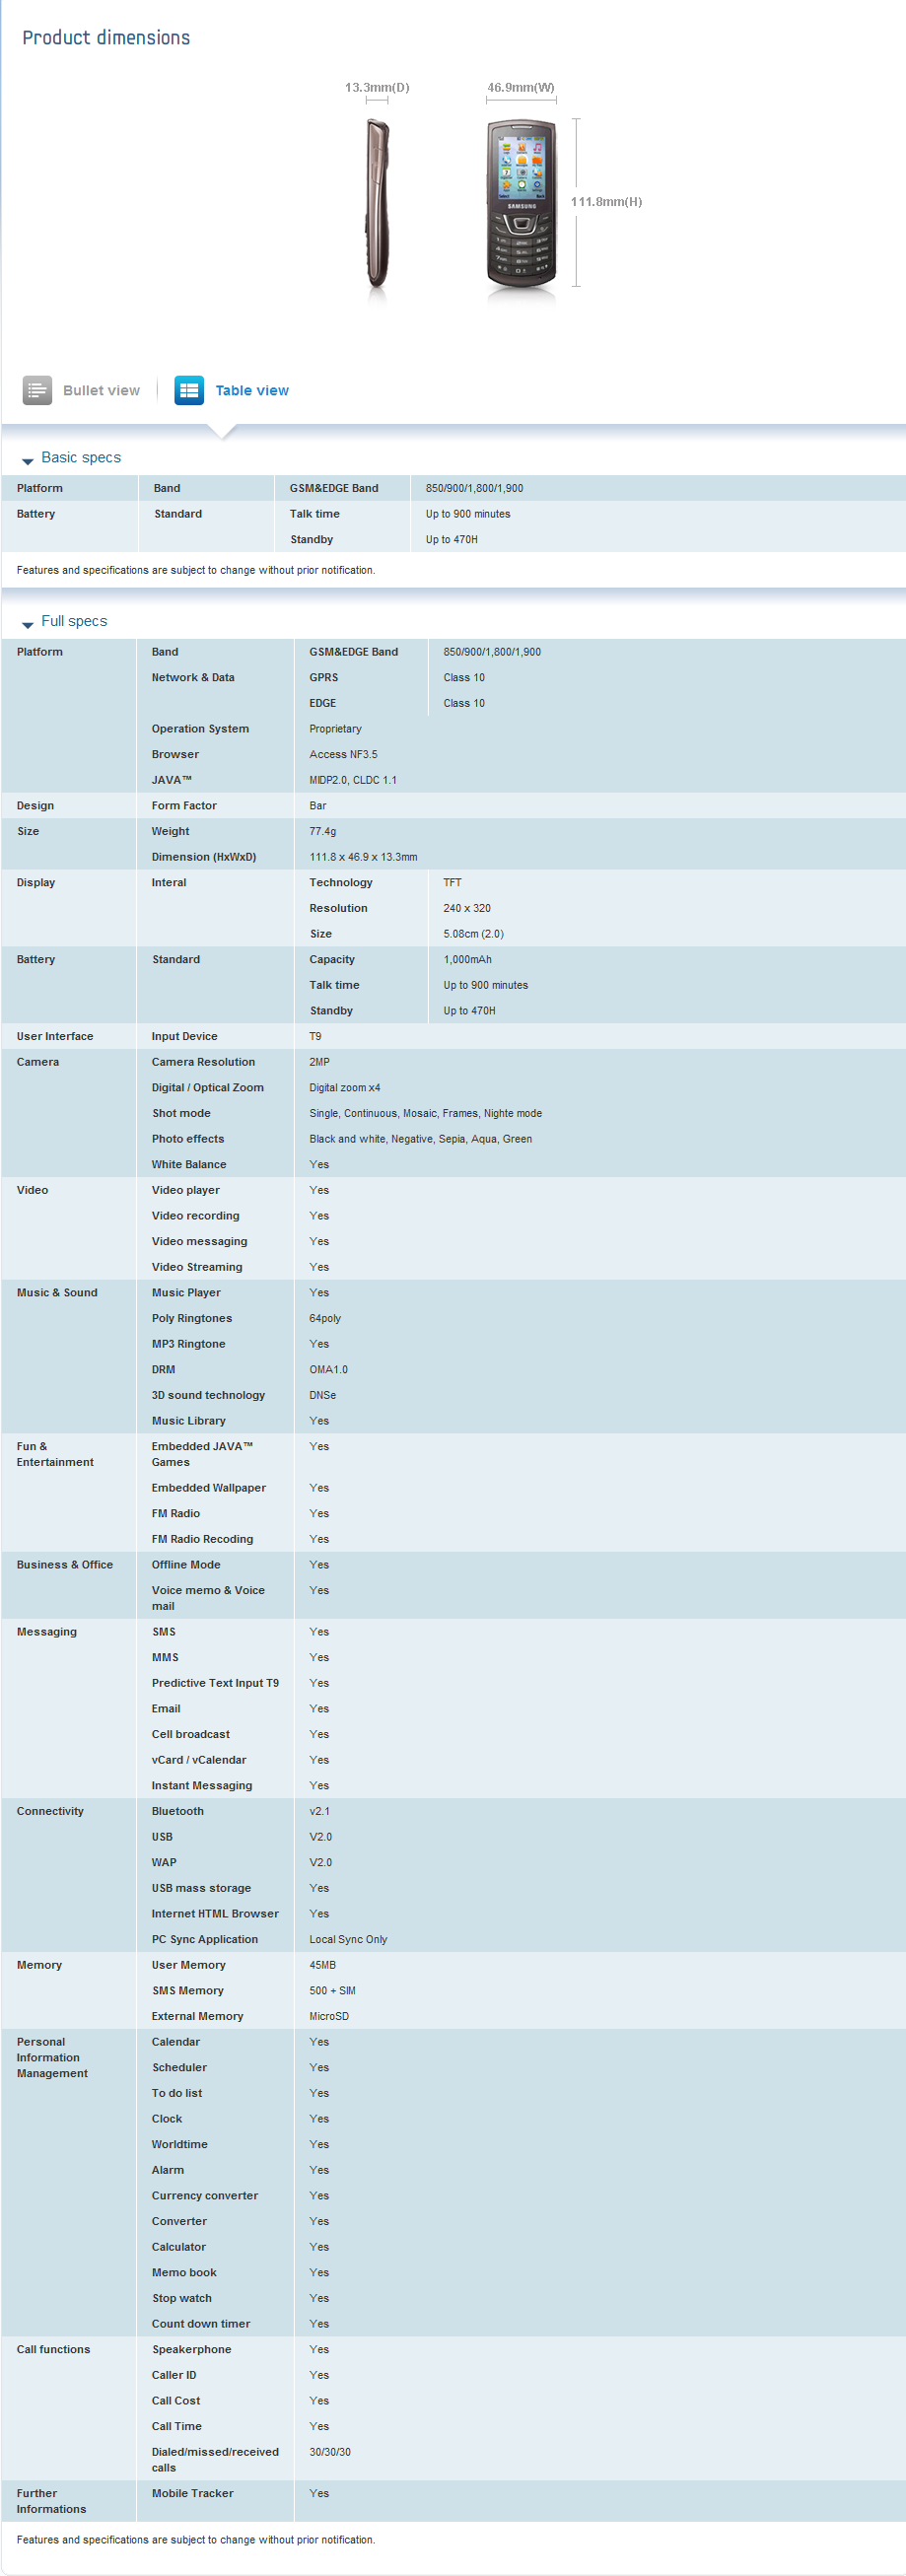 Product dimensions
13.3mm(D)
46.9mm(W)
SAMSUNG
111.8mm(H)
Bullet view
Table view
Basic specs
Platform Band GSM&EDGE Band 850/900/1,800/1,900
Battery Standard Talk time Up to 900 minutes
Standby Up to 470H
Features and specifications are subject to change without prior notification.
Full specs
Platform Band GSM&EDGE Band 850/900/1,800/1,900
Network & Data GPRS Class 10
EDGE Class 10
Operation System Proprietary
Browser Access NF3.5
JAVA™ MIDP2.0, CLDC 1.1
Design Form Factor Bar
Size Weight 77.4g
Dimension (HxWxD) 111.8 x 46.9 x 13.3mm
Display Interal Technology TFT
Resolution 240 x 320
Size 5.08cm (2.0)
Battery Standard Capacity 1,000mAh
Talk time Up to 900 minutes
Standby Up to 470H
User Interface Input Device T9
Camera Camera Resolution 2MP
Digital / Optical Zoom Digital zoom x4
Shot mode Single, Continuous, Mosaic, Frames, Nighte mode
Photo effects Black and white, Negative, Sepia, Aqua, Green
White Balance Yes
Video Video player Yes
Video recording Yes
Video messaging Yes
Video Streaming Yes
Music & Sound Music Player Yes
Poly Ringtones 64poly
MP3 Ringtone Yes
DRM OMA1.0
3D sound technology DNSe
Music Library Yes
Fun & Embedded JAVA™ Yes
Entertainment Games
Embedded Wallpaper Yes
FM Radio Yes
FM Radio Recoding Yes
Business & Office Offline Mode Yes
Voice memo & Voice Yes
mail
Messaging SMS Yes
MMS Yes
Predictive Text Input T9 Yes
Email Yes
Cell broadcast Yes
vCard / vCalendar Yes
Instant Messaging Yes
Connectivity Bluetooth v2.1
USB V2.0
WAP V2.0
USB mass storage Yes
Internet HTML Browser Yes
PC Sync Application Local Sync Only
Memory User Memory 45MB
SMS Memory 500 + SIM
External Memory MicroSD
Personal Calendar Yes
Information
Management
Scheduler Yes
To do list Yes
Clock Yes
Worldtime Yes
Alarm Yes
Currency converter Yes
Converter Yes
Calculator Yes
Memo book Yes
Stop watch Yes
Count down timer Yes
Call functions Speakerphone Yes
Caller ID Yes
Call Cost Yes
Call Time Yes
Dialed/missed/received 30/30/30
calls
Further Mobile Tracker Yes
Informations
Features and specifications are subject to change without prior notification.